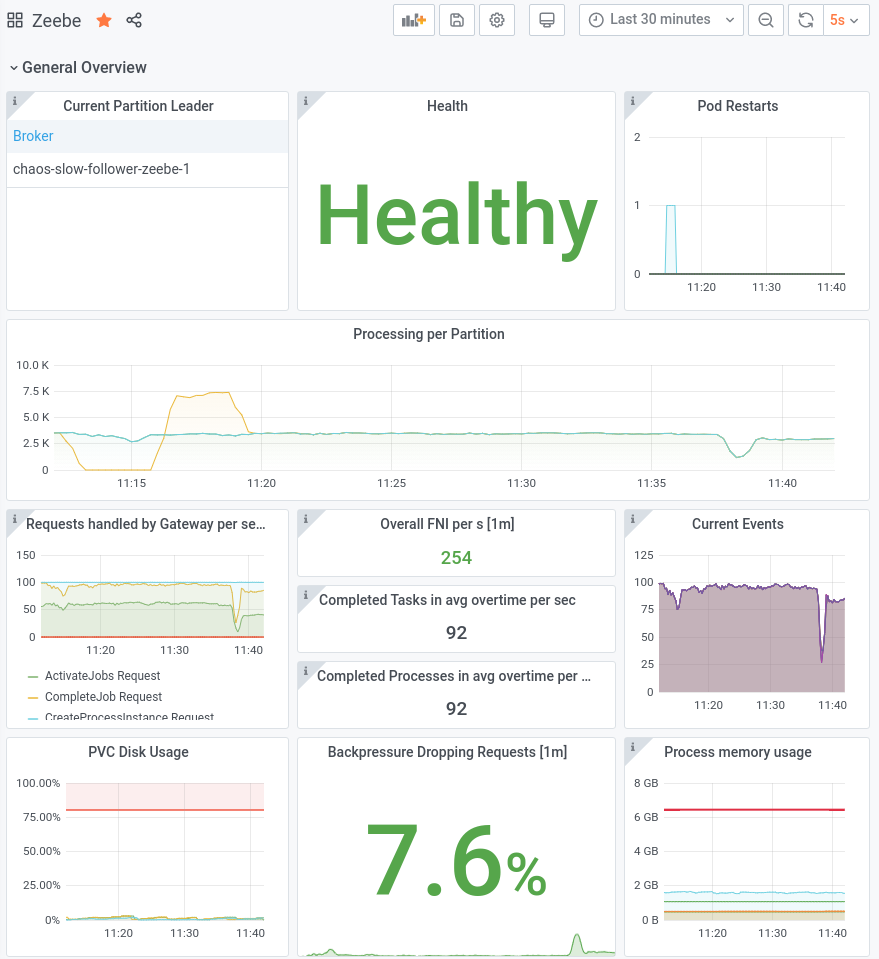 Zeebe
Last 30 minutes
5s
General Overview
Current Partition Leader
Broker
chaos-slow-follower-zeebe-1
Health
Healthy
Pod Restarts
2
1
0
11:20 11:30 11:40
Processing per Partition
10.0 K
7.5 K
5.0 K
2.5 K
0
11:15 11:20 11:25 11:30 11:35 11:40
Requests handled by Gateway per se...
150
100
50
0
11:20 11:30 11:40
ActivateJobs Request
CompleteJob Request
CreateProcessInstance Request
Overall FNI per s [1m]
254
Completed Tasks in avg overtime per sec
92
Completed Processes in avg overtime per ...
92
Current Events
125
100
75
50
25
0
11:20 11:30 11:40
PVC Disk Usage
100.00%
75.00%
50.00%
25.00%
0%
11:20 11:30 11:40
Backpressure Dropping Requests [1m]
7.6%
Process memory usage
8 GB
6 GB
4 GB
2 GB
0 B
11:20 11:30 11:40